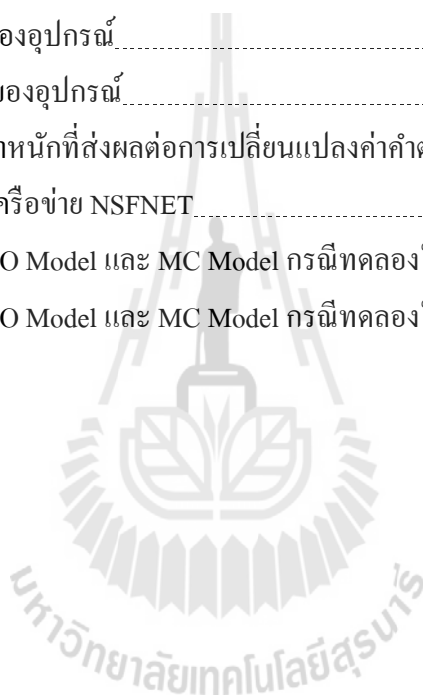 ของอุปกรณ์
ของอุปกรณ์
หนักที่ส่งผลต่อการเปลี่ยนแปลงค่าคำ
ครือข่าย NSFNET
O Model และ MC Model กรณีทดลอง
O Model และ MC Model กรณีทดลอง
มหาวิทยาลัยเทคโนโลยีสุรนารี